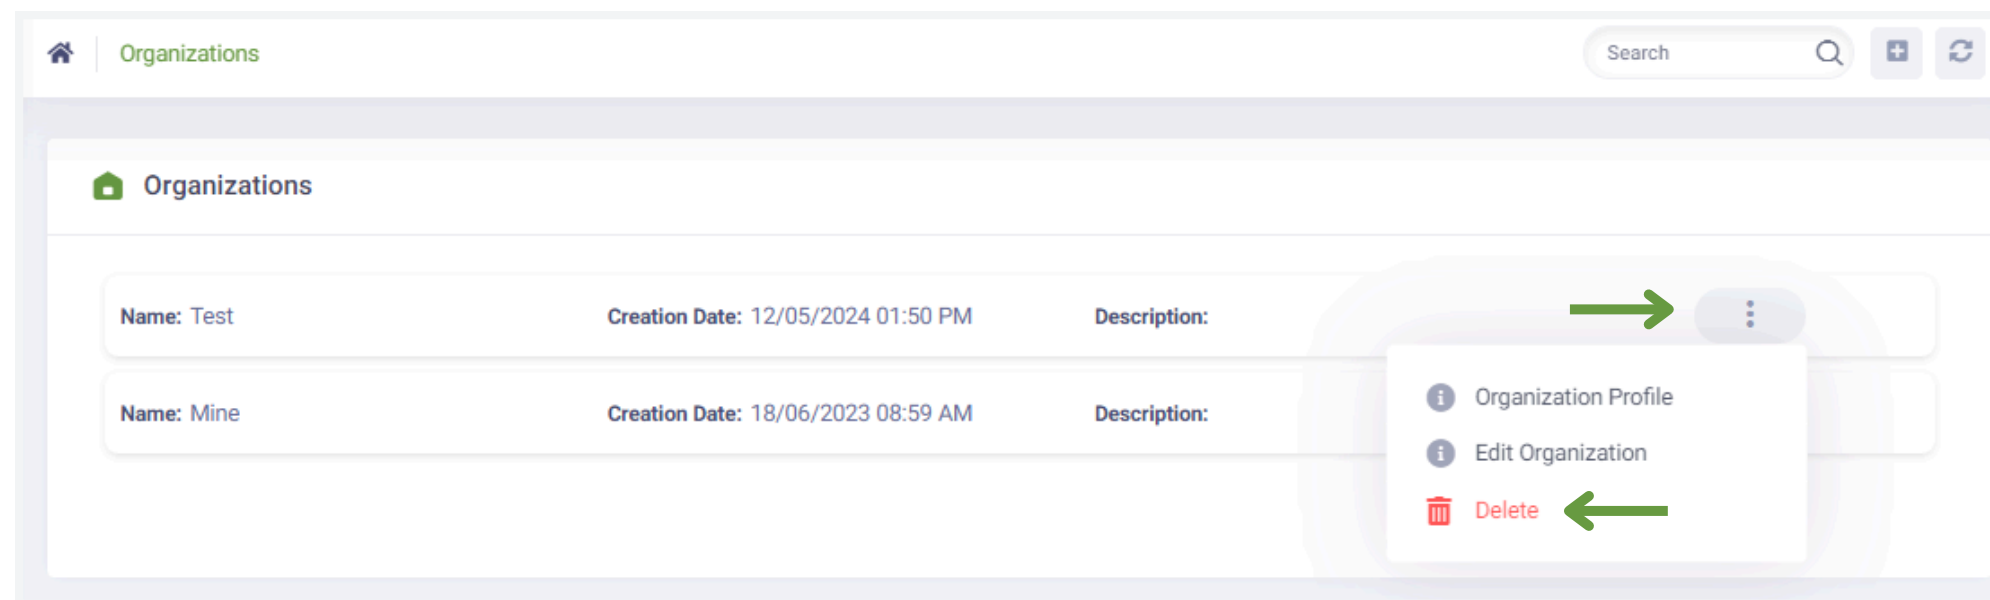 Organizations
Search
Organizations
Name: Test Creation Date: 12/05/2024 01:50 PM Description:
Name: Mine Creation Date: 18/06/2023 08:59 AM Description:
Organization Profile
Edit Organization
Delete